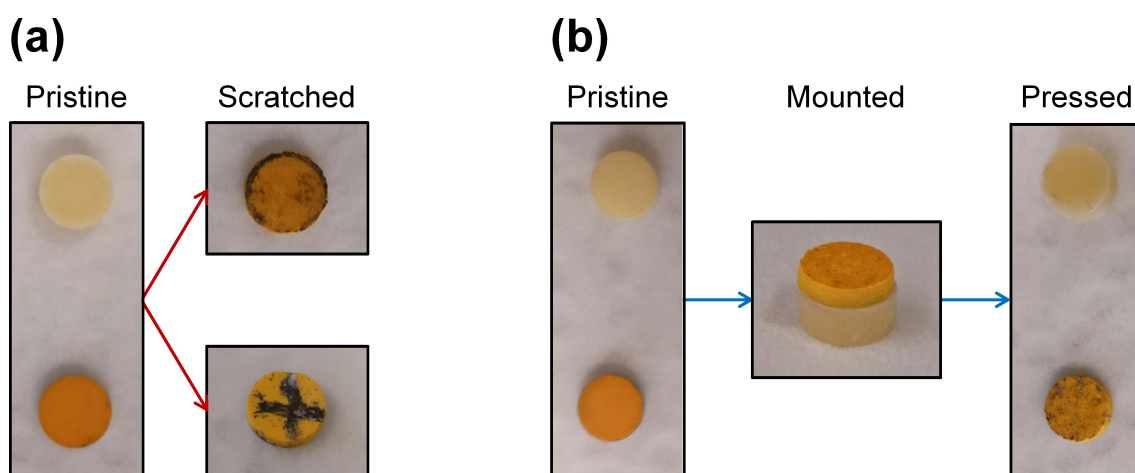 (a)
(b)
Pristine
Scratched
Pristine
Mounted
Pressed